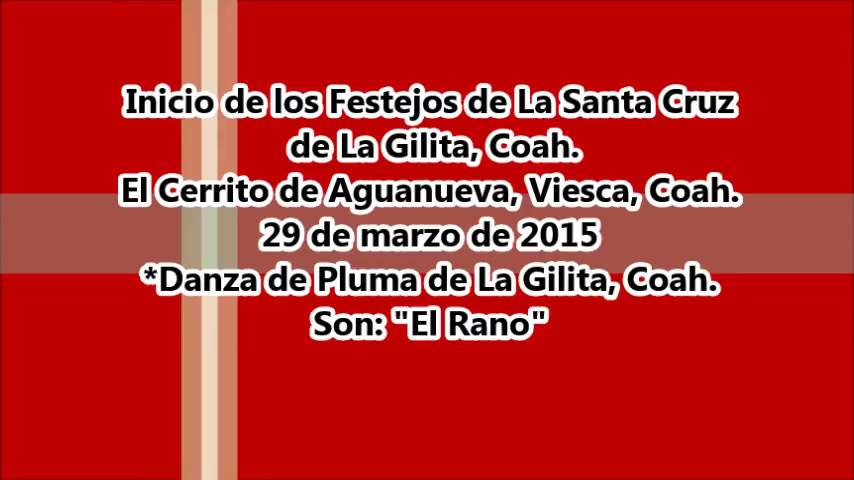 Inicio de los Festejos de La Santa Cruz
de La Gilita, Coah.
El Cerrito de Aguanueva, Viesca, Coah.
29 de marzo de 2015
*Danza de Pluma de La Gilita, Coah.
Son: "El Rano"